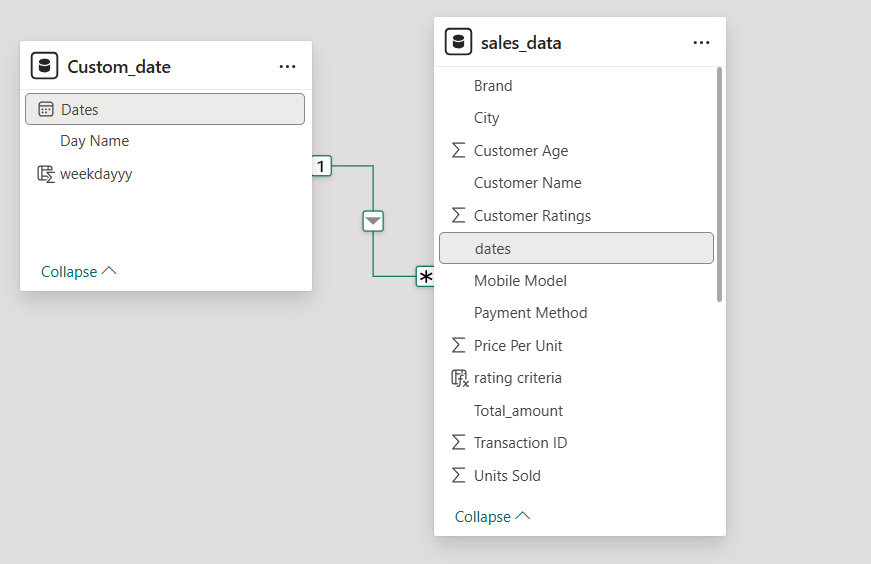 Custom_date
Dates
Day Name
weekdayyy
Collapse
1
*
sales_data
Brand
City
Customer Age
Customer Name
Customer Ratings
dates
Mobile Model
Payment Method
Price Per Unit
rating criteria
Total_amount
Transaction ID
Units Sold
Collapse